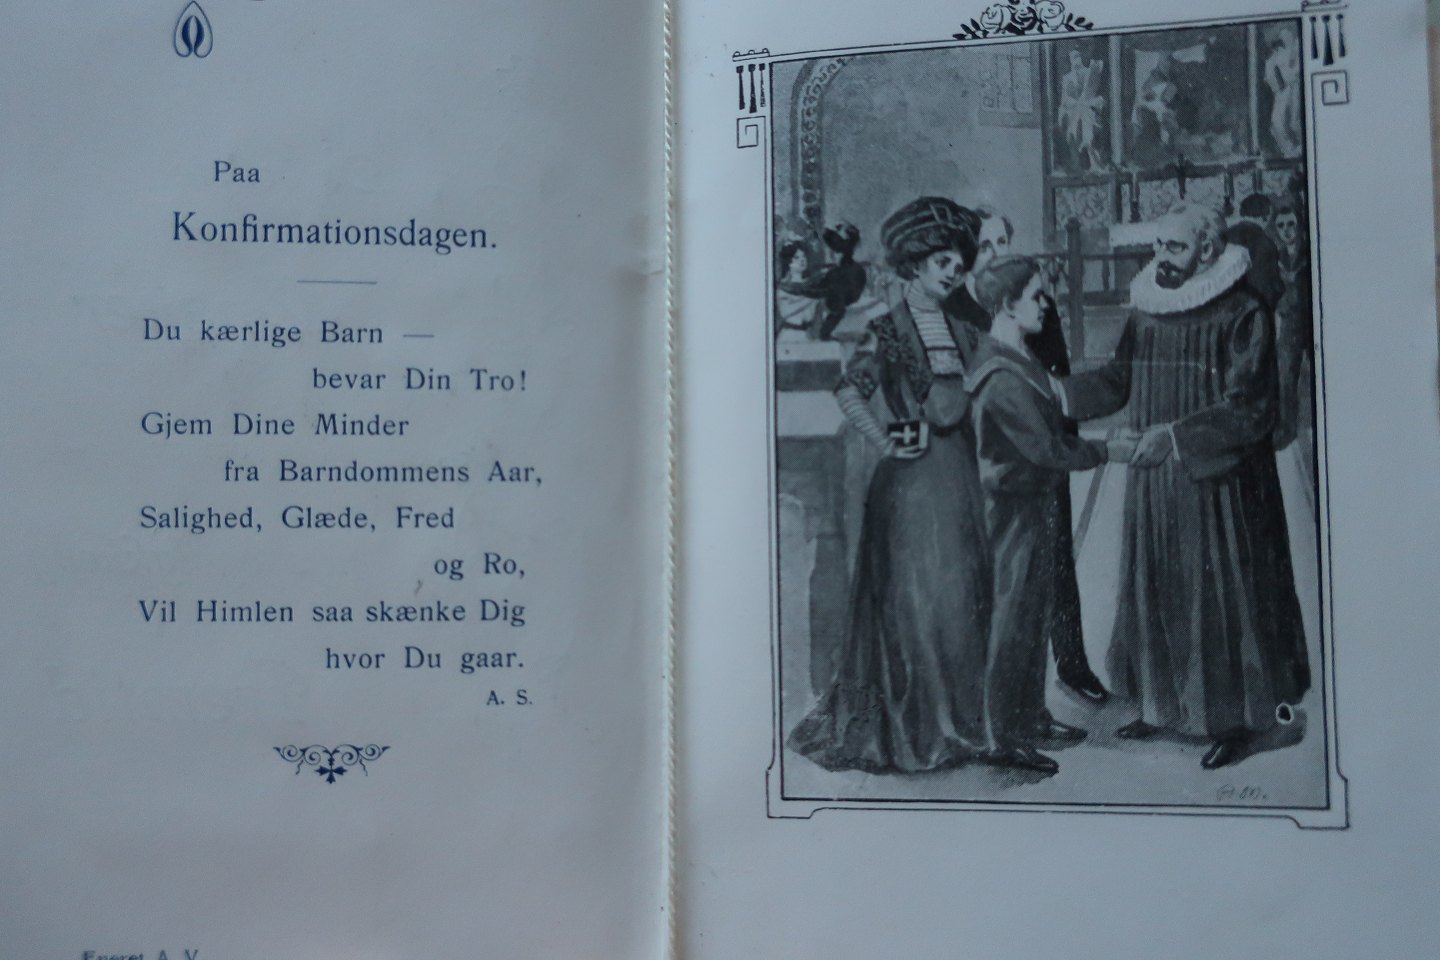 Paa
Konfirmationsdagen.
Du kærlige Barn —
bevar Din Tro!
Gjem Dine Minder
fra Barndommens Aar,
Salighed, Glæde, Fred
og Ro,
Vil Himlen saa skænke Dig
hvor Du gaar.
A. S.
Eneret A. V.